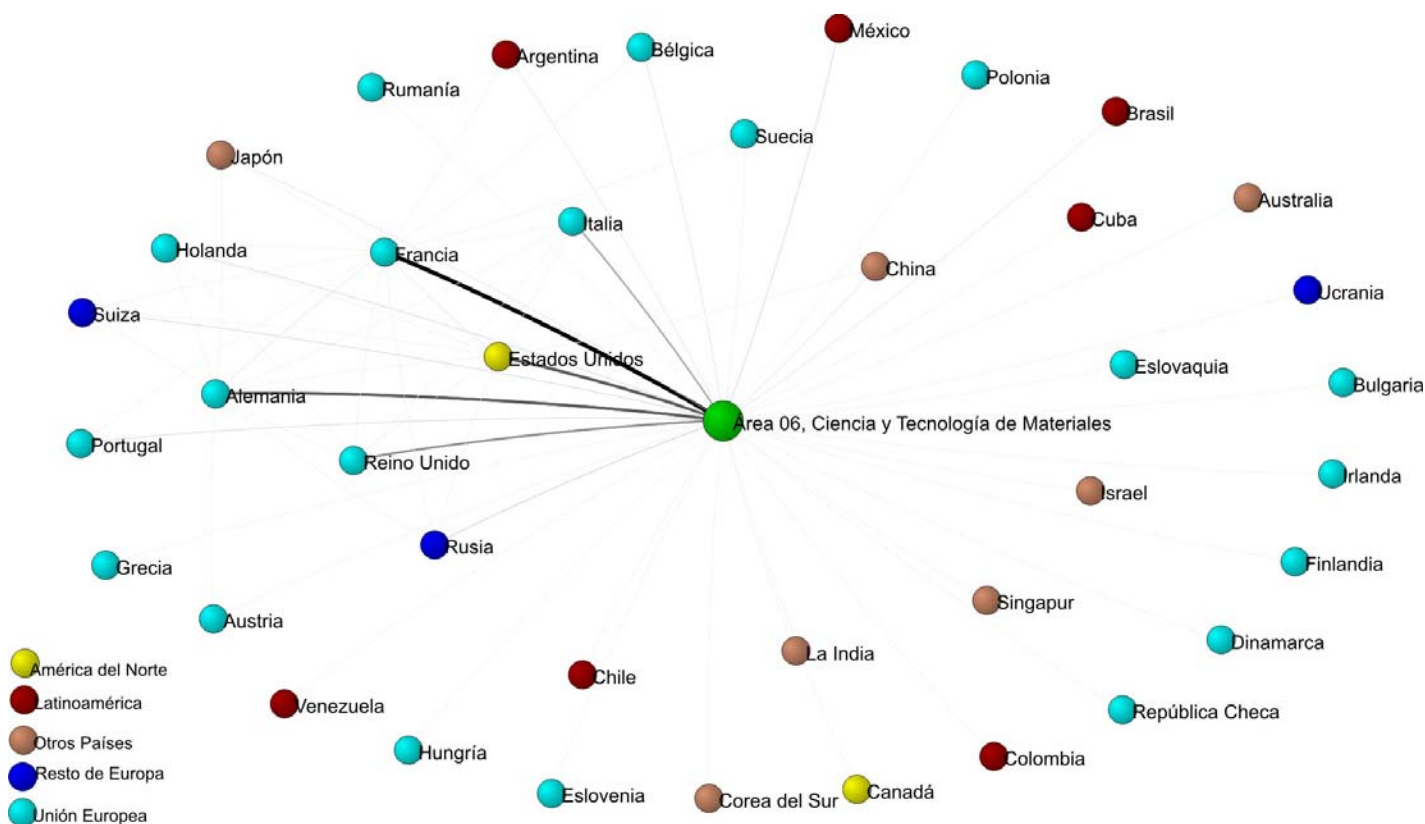 México
Argentina
Bélgica
Polonia
Rumanía
Brasil
Suecia
Japón
Australia
Cuba
Italia
Holanda
Francia
China
Ucrania
Suiza
Estados Unidos
Eslovaquia
Bulgaria
Alemania
Área 06, Ciencia y Tecnología de Materiales
Portugal
Reino Unido
Irlanda
Israel
Rusia
Grecia
Finlandia
Singapur
Austria
Dinamarca
La India
América del Norte
Chile
Latinoamérica
Venezuela
República Checa
Otros Países
Hungría
Colombia
Resto de Europa
Eslovenia
Corea del Sur
Canadá
Unión Europea